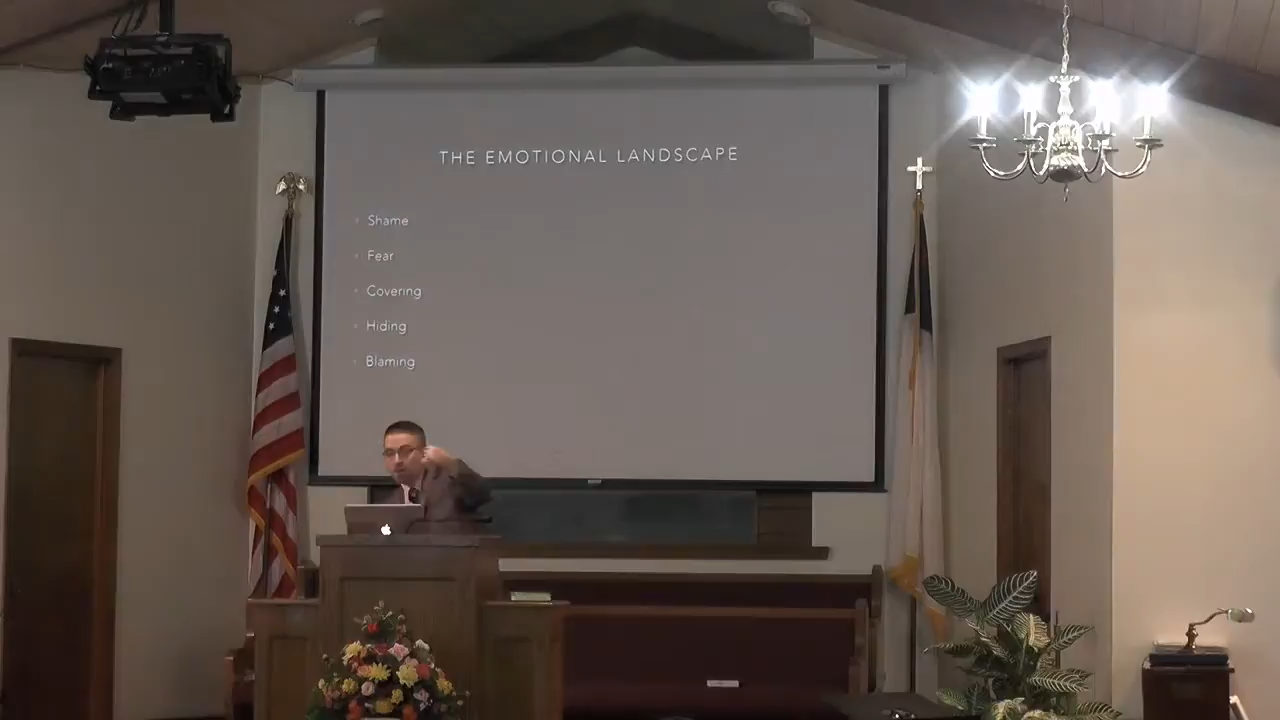 THE EMOTIONAL LANDSCAPE
Shame
Fear
Covering
Hiding
Blaming